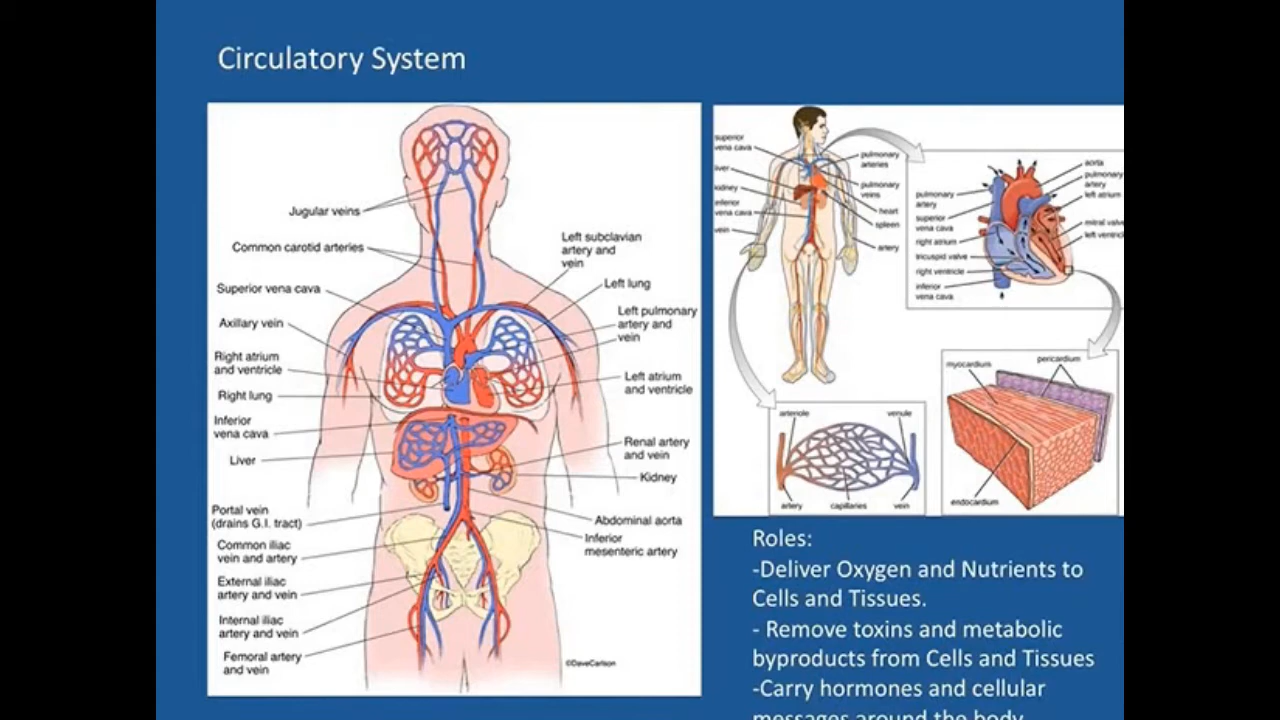 Circulatory System
Jugular veins
Common carotid arteries
Superior vena cava
Axillary vein
Right atrium
and ventricle
Right lung
Inferior
vena cava
Liver
Portal vein
(drains G.I. tract)
Common iliac
vein and artery
External iliac
artery and vein
Internal iliac
artery and vein
Femoral artery
and vein
Left subclavian
artery and
vein
Left lung
Left pulmonary
artery and
vein
Left atrium
and ventricle
Renal artery
and vein
Kidney
Abdominal aorta
Inferior
mesenteric artery
©DaveCarlson
superior
vena cava
liver
kidney
inferior
vena cava
vein
pulmonary
arteries
pulmonary
veins
heart
spleen
artery
pulmonary
artery
superior
vena cava
right atrium
tricuspid valve
right ventricle
inferior
vena cava
aorta
pulmonary
artery
left atrium
mitral valv
left ventricl
arteriole
venule
artery
capillaries
vein
myocardium
pericardium
endocardium
Roles:
-Deliver Oxygen and Nutrients to
Cells and Tissues.
- Remove toxins and metabolic
byproducts from Cells and Tissues
-Carry hormones and cellular
messages around the body